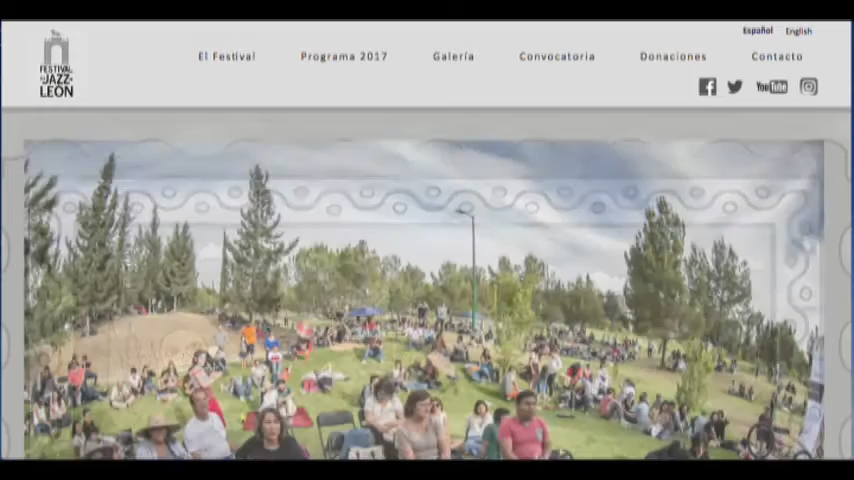 Español English
FESTIVAL
JAZZ
LEÓN
El Festival Programa 2017 Galería Convocatoria Donaciones Contacto
YouTube